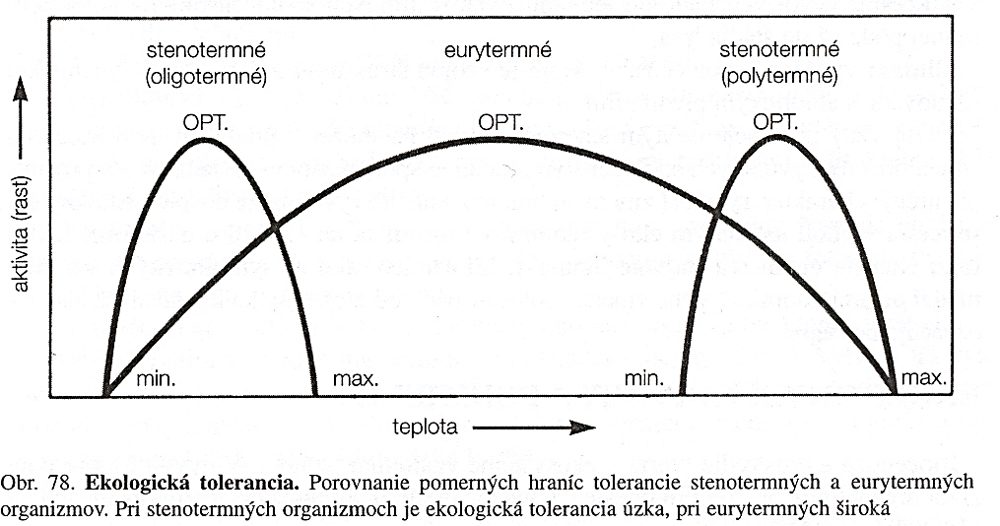 stenotermné
(oligotermné)
eurytermné
stenotermné
(polytermné)
OPT.
OPT.
OPT.
aktivita (rast)
min.
max.
min.
max.
teplota
Obr. 78. Ekologická tolerancia. Porovnanie pomerných hraníc tolerancie stenotermných a eurytermných
organizmov. Pri stenotermných organizmoch je ekologická tolerancia úzka, pri eurytermných široká